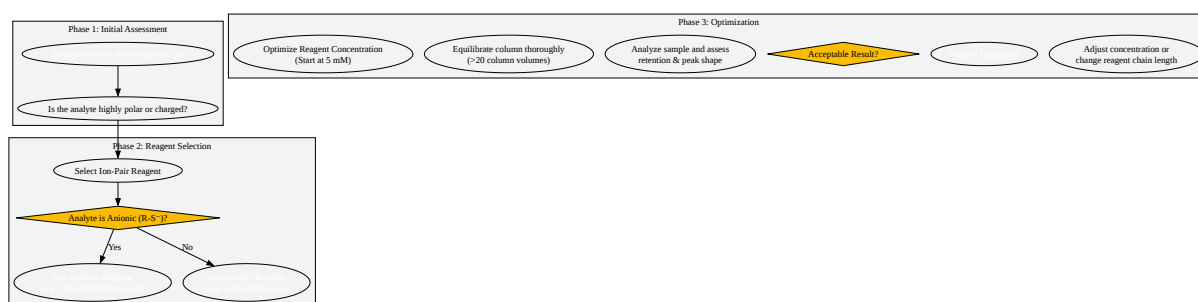 Phase 1: Initial Assessment
Is the analyte highly polar or charged?
Phase 2: Reagent Selection
Select Ion-Pair Reagent
Analyte is Anionic (R-S⁻)?
Yes
No
Phase 3: Optimization
Optimize Reagent Concentration
(Start at 5 mM)
Equilibrate column thoroughly
(>20 column volumes)
Analyze sample and assess
retention & peak shape
Acceptable Result?
Adjust concentration or
change reagent chain length